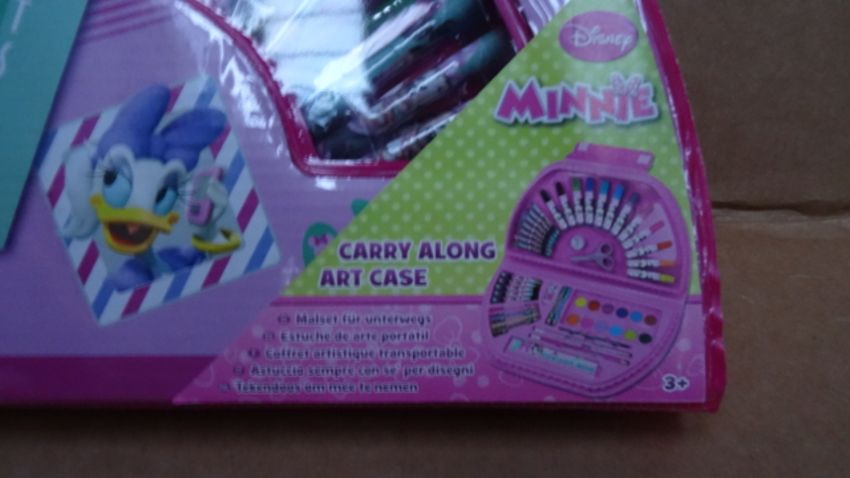 Disney
MINNIE
CARRY ALONG
ART CASE
Malset für unterwegs
Estuche de arte portatil
Coffret artistique transportable
Astuccio sempre con se' per disegni
Tekendoos om mee te nemen
3+